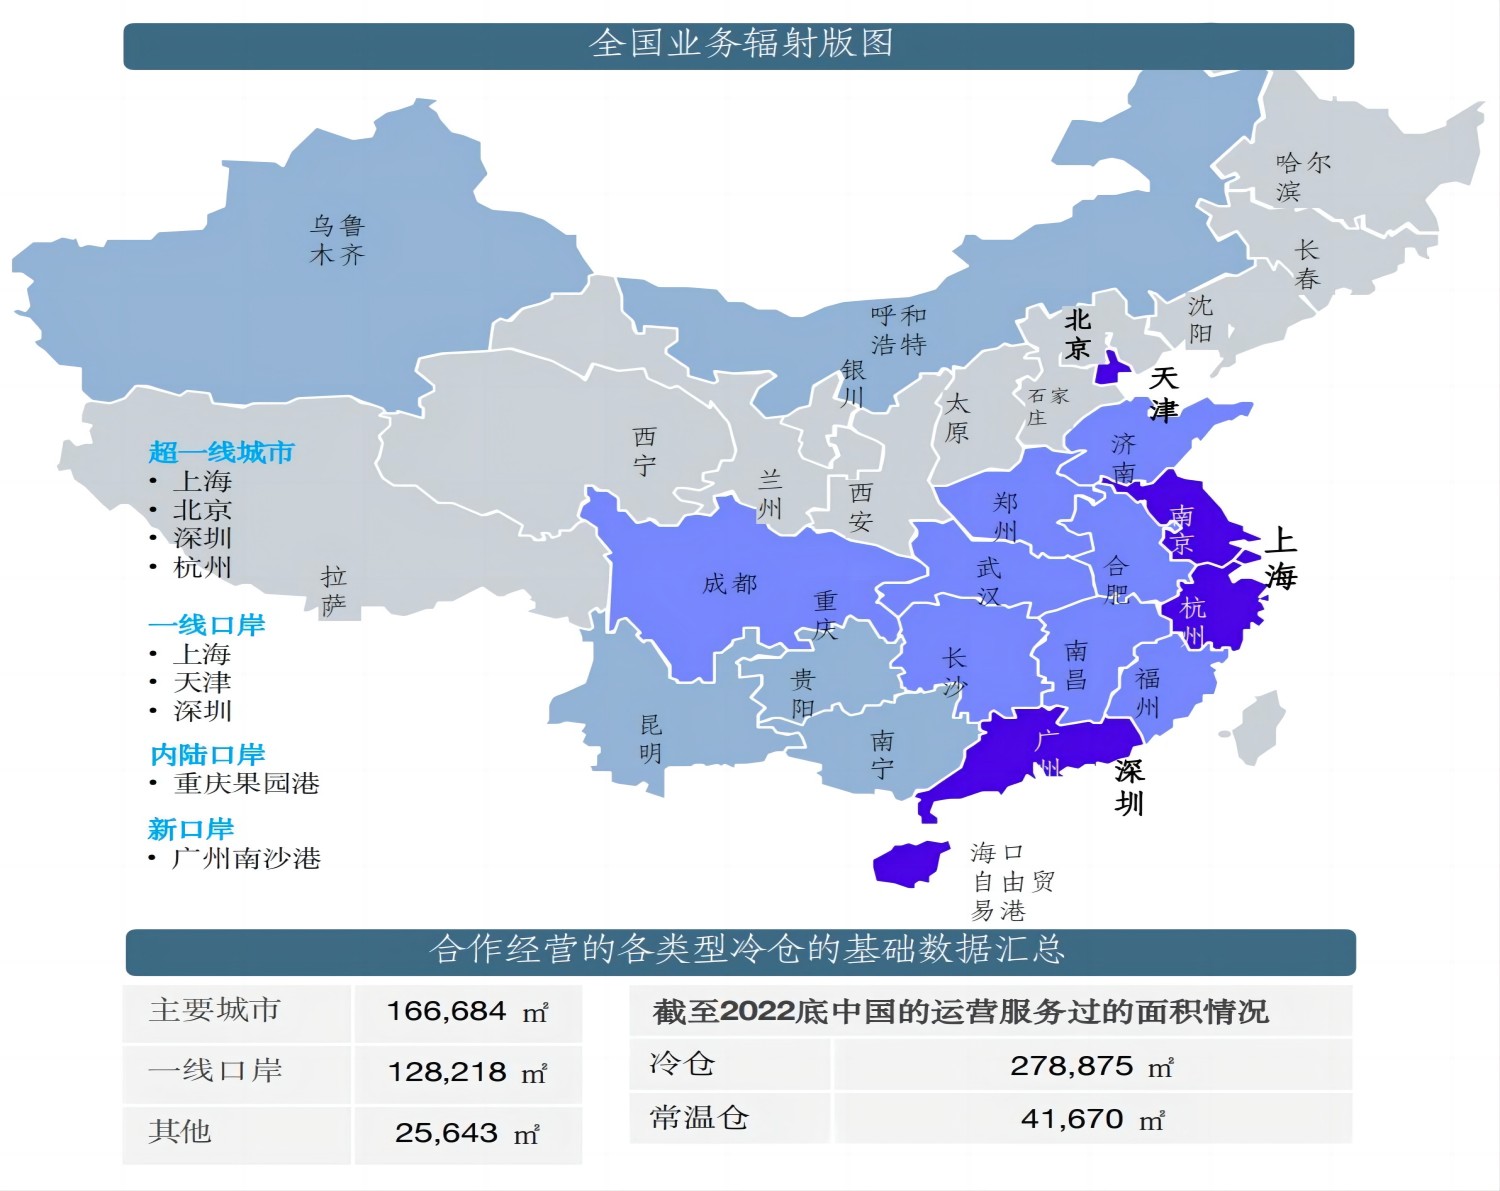 全国业务辐射版图
哈尔
滨
乌鲁
木齐
长
春
沈
阳
呼和
浩特
北
京
银
川
天
津
石家
庄
太
原
济
南
西
宁
兰
州
西
安
郑
州
南
京
上
海
超一线城市
• 上海
• 北京
• 深圳
• 杭州
拉
萨
成都
重
庆
武
汉
合
肥
杭
州
一线口岸
• 上海
• 天津
• 深圳
长
沙
南
昌
福
州
贵
阳
昆
明
南
宁
广
州
深
圳
内陆口岸
• 重庆果园港
新口岸
• 广州南沙港
海口
自由贸
易港
合作经营的各类型冷仓的基础数据汇总
主要城市 166,684 ㎡
一线口岸 128,218 ㎡
其他 25,643 ㎡
截至2022底中国的运营服务过的面积情况
冷仓 278,875 ㎡
常温仓 41,670 ㎡